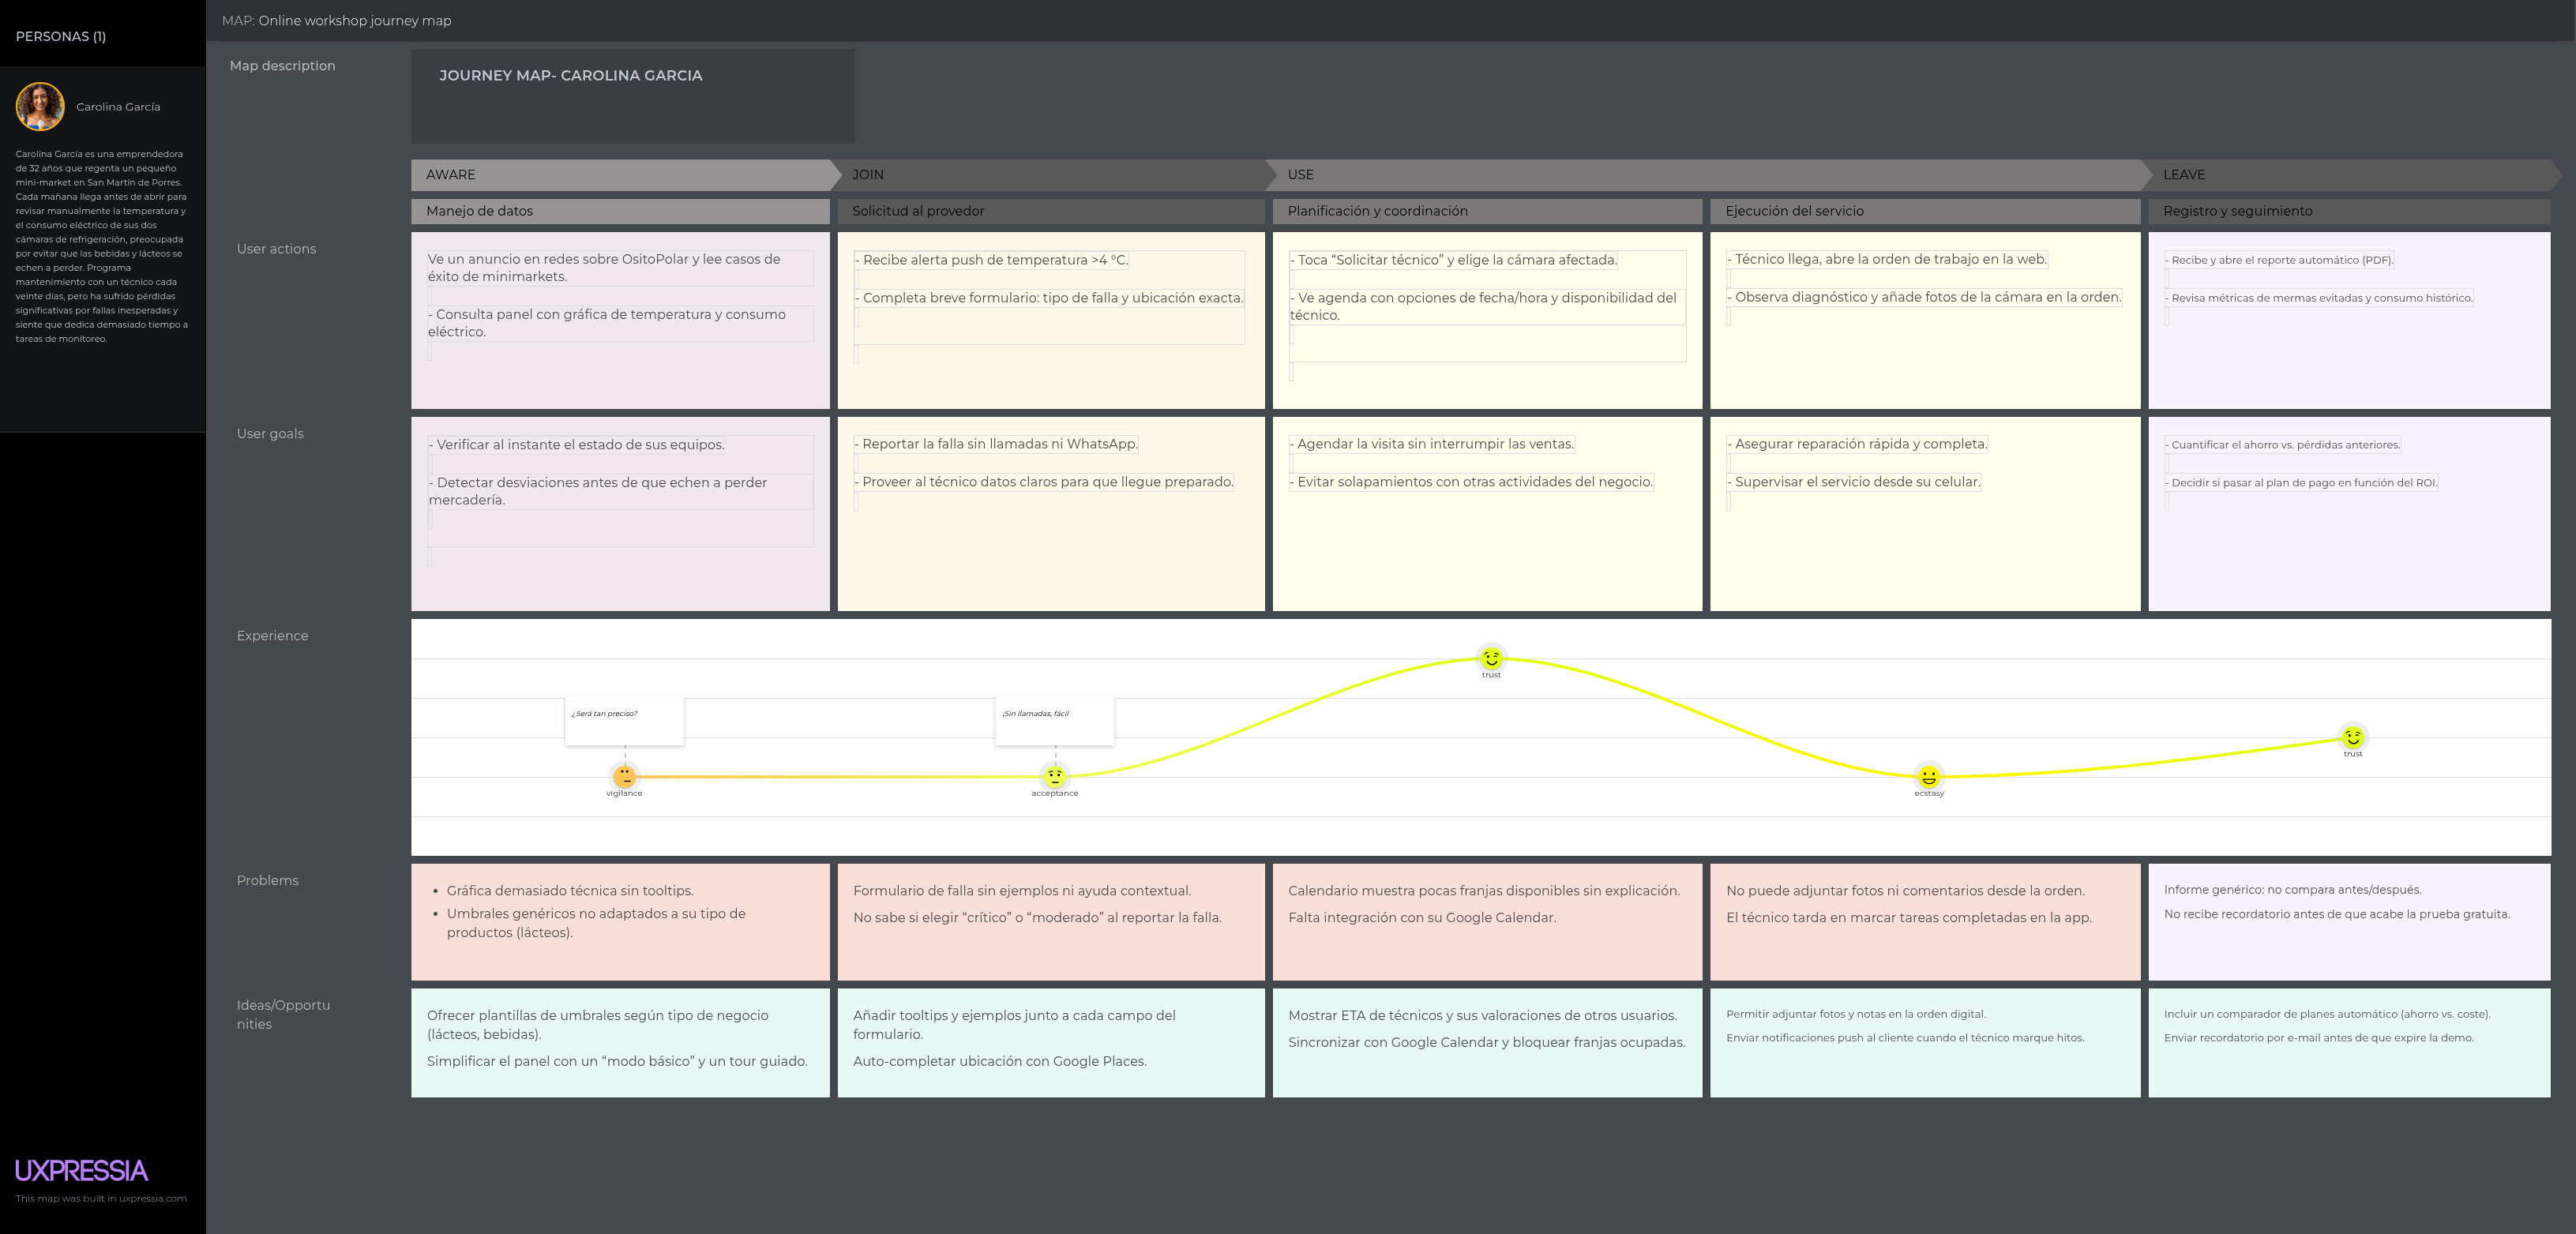 PERSONAS (1)
Carolina García
Carolina García es una emprendedora
de 32 años que regenta un pequeño
mini-market en San Martín de Porres.
Cada mañana llega antes de abrir para
revisar manualmente la temperatura y
el consumo eléctrico de sus dos
cámaras de refrigeración, preocupada
por evitar que las bebidas y lácteos se
echen a perder. Programa
mantenimiento con un técnico cada
veinte días, pero ha sufrido pérdidas
significativas por fallas inesperadas y
siente que dedica demasiado tiempo a
tareas de monitoreo.
UXPRESSIA
This map was built in uxpressia.com
MAP: Online workshop journey map
Map description
JOURNEY MAP- CAROLINA GARCIA
AWARE
JOIN
USE
LEAVE
Manejo de datos
Solicitud al provedor
Planificación y coordinación
Ejecución del servicio
Registro y seguimiento
User actions
Ve un anuncio en redes sobre OsitoPolar y lee casos de
éxito de minimarkets.
- Consulta panel con gráfica de temperatura y consumo
eléctrico.
- Recibe alerta push de temperatura >4 °C.
- Completa breve formulario: tipo de falla y ubicación exacta.
- Toca “Solicitar técnico” y elige la cámara afectada.
- Ve agenda con opciones de fecha/hora y disponibilidad del
técnico.
- Técnico llega, abre la orden de trabajo en la web.
- Observa diagnóstico y añade fotos de la cámara en la orden.
- Recibe y abre el reporte automático (PDF).
- Revisa métricas de mermas evitadas y consumo histórico.
User goals
- Verificar al instante el estado de sus equipos.
- Detectar desviaciones antes de que echen a perder
mercadería.
- Reportar la falla sin llamadas ni WhatsApp.
- Proveer al técnico datos claros para que llegue preparado.
- Agendar la visita sin interrumpir las ventas.
- Evitar solapamientos con otras actividades del negocio.
- Asegurar reparación rápida y completa.
- Supervisar el servicio desde su celular.
- Cuantificar el ahorro vs. pérdidas anteriores.
- Decidir si pasar al plan de pago en función del ROI.
Experience
¿Será tan preciso?
vigilance
¡Sin llamadas, fácil
acceptance
trust
ecstasy
trust
Problems
• Gráfica demasiado técnica sin tooltips.
• Umbrales genéricos no adaptados a su tipo de
productos (lácteos).
Formulario de falla sin ejemplos ni ayuda contextual.
No sabe si elegir “crítico” o “moderado” al reportar la falla.
Calendario muestra pocas franjas disponibles sin explicación.
Falta integración con su Google Calendar.
No puede adjuntar fotos ni comentarios desde la orden.
El técnico tarda en marcar tareas completadas en la app.
Informe genérico: no compara antes/después.
No recibe recordatorio antes de que acabe la prueba gratuita.
Ideas/Opportu
nities
Ofrecer plantillas de umbrales según tipo de negocio
(lácteos, bebidas).
Simplificar el panel con un “modo básico” y un tour guiado.
Añadir tooltips y ejemplos junto a cada campo del
formulario.
Auto-completar ubicación con Google Places.
Mostrar ETA de técnicos y sus valoraciones de otros usuarios.
Sincronizar con Google Calendar y bloquear franjas ocupadas.
Permitir adjuntar fotos y notas en la orden digital.
Enviar notificaciones push al cliente cuando el técnico marque hitos.
Incluir un comparador de planes automático (ahorro vs. coste).
Enviar recordatorio por e-mail antes de que expire la demo.